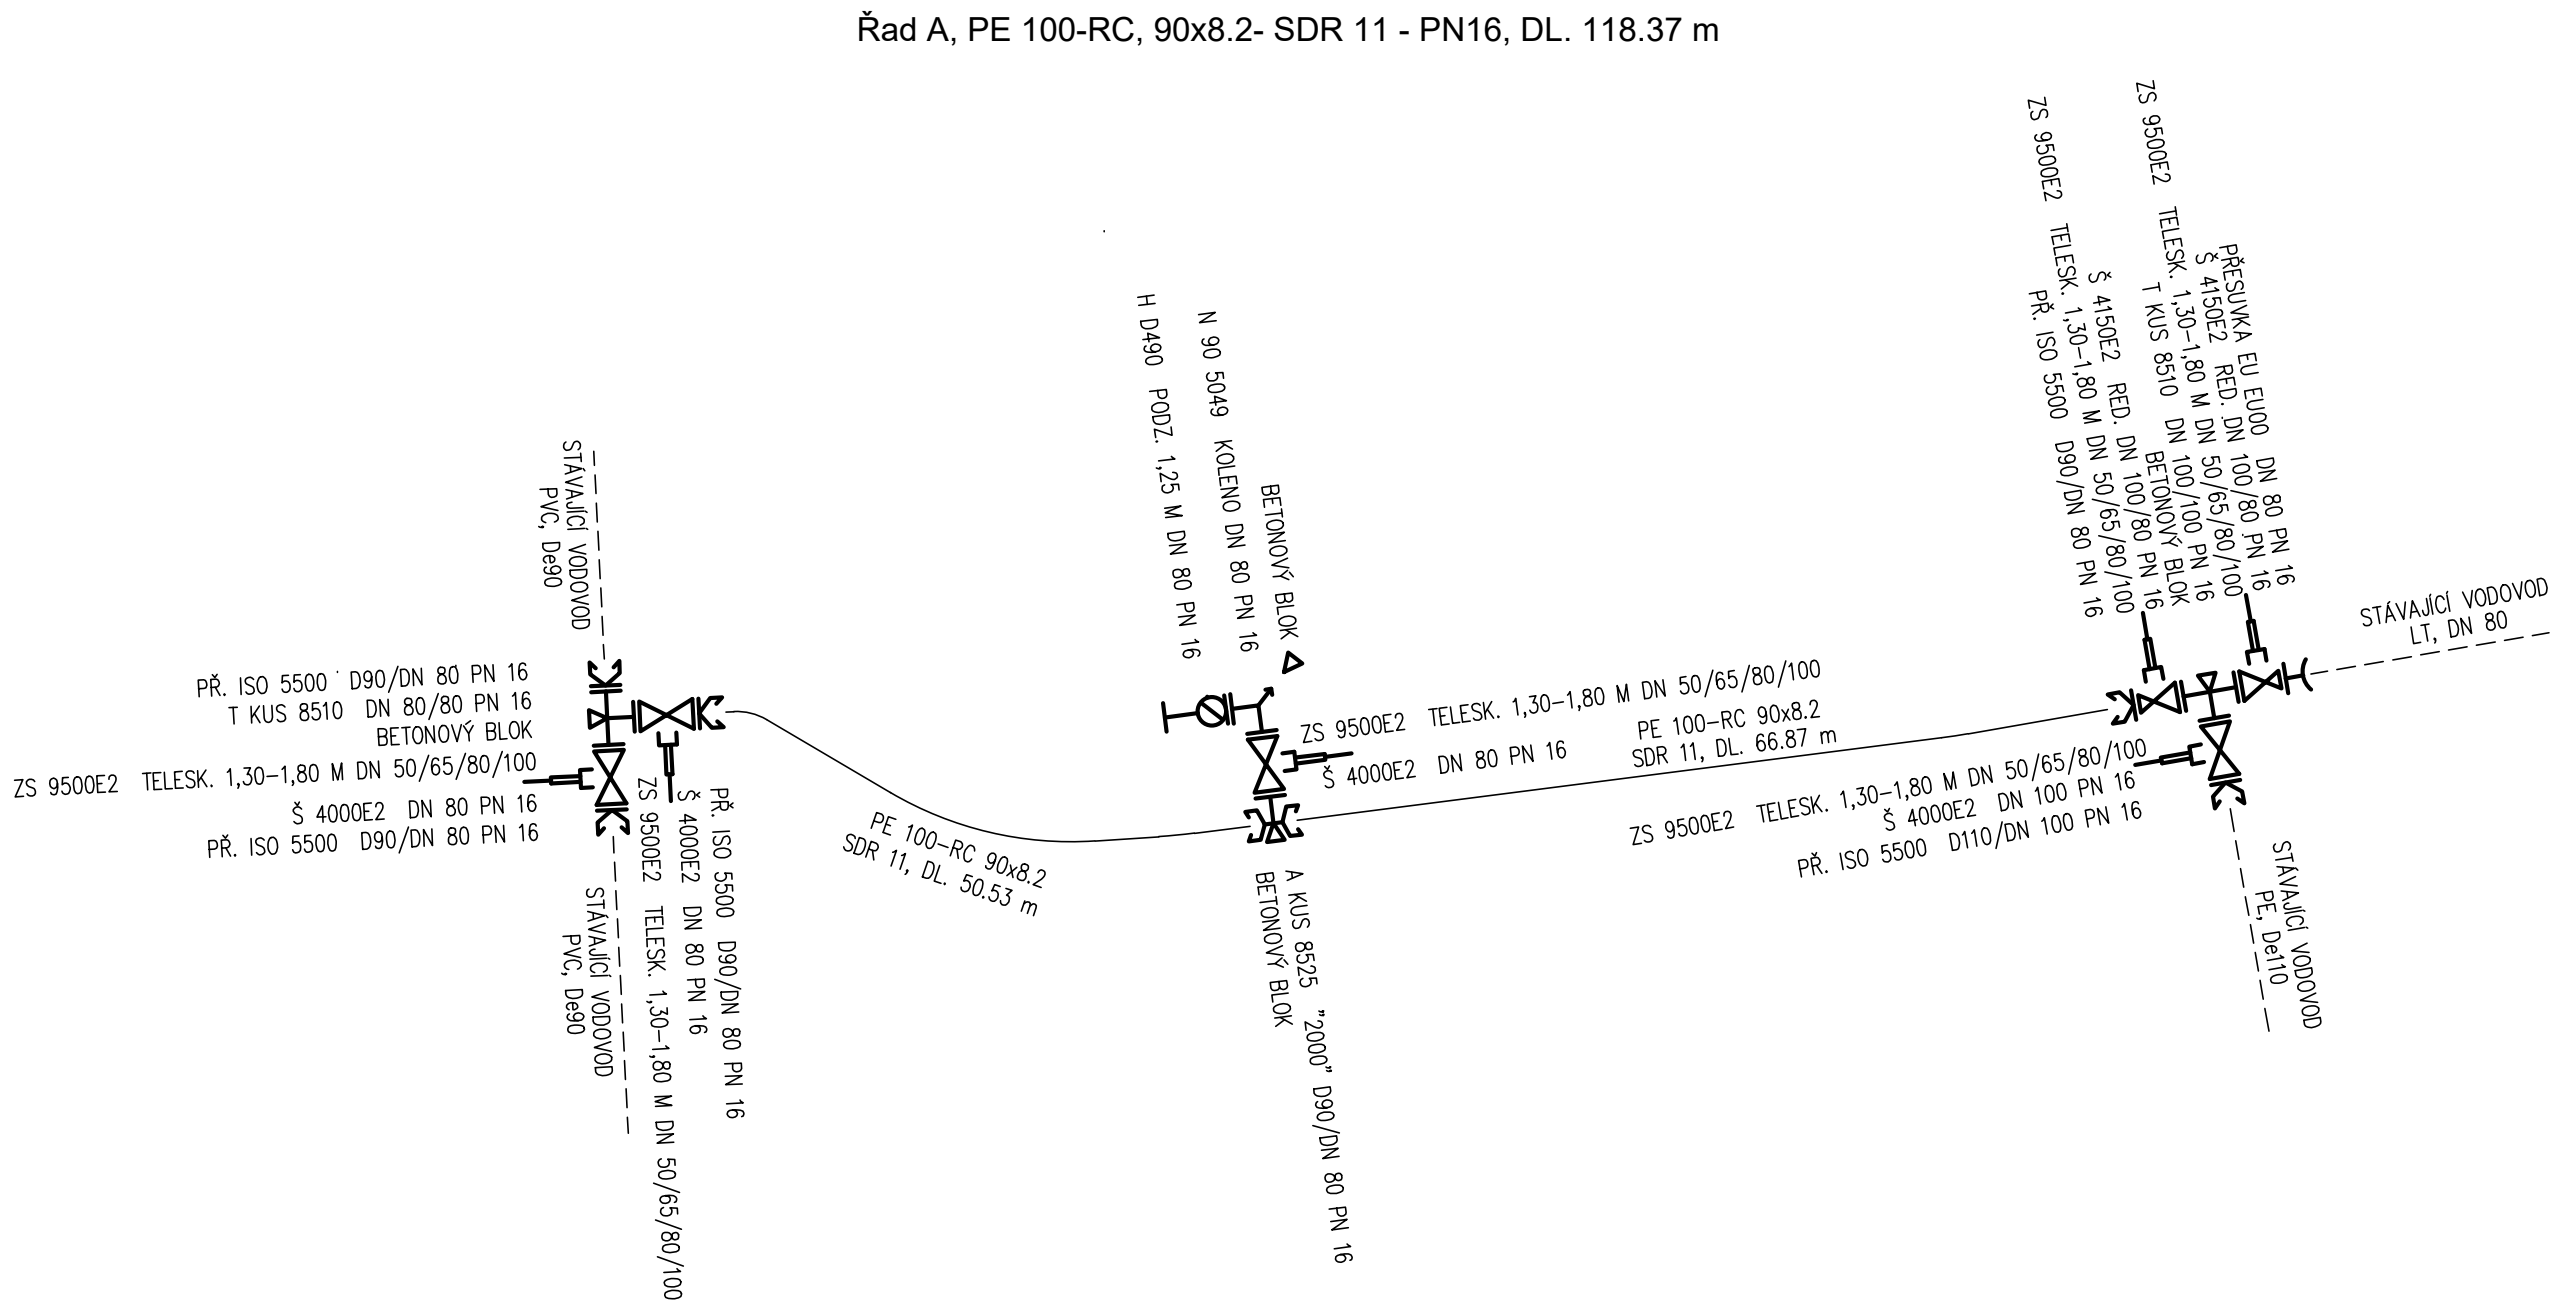 Řad A, PE 100-RC, 90x8.2- SDR 11 - PN16, DL. 118.37 m
STÁVAJÍCÍ VODOVOD
PVC, De90
PŘ. ISO 5500 D90/DN 80 PN 16
T KUS 8510 DN 80/80 PN 16
BETONOVÝ BLOK
ZS 9500E2 TELESK. 1,30-1,80 M DN 50/65/80/100
Š 4000E2 DN 80 PN 16
PŘ. ISO 5500 D90/DN 80 PN 16
STÁVAJÍCÍ VODOVOD
PVC, De90
PŘ. ISO 5500 D90/DN 80 PN 16
Š 4000E2 DN 80 PN 16
ZS 9500E2 TELESK. 1,30-1,80 M DN 50/65/80/100
PE 100-RC 90x8.2
SDR 11, DL. 50.53 m
H D490 PODZ. 1,25 M DN 80 PN 16
N 90 5049 KOLENO DN 80 PN 16
BETONOVÝ BLOK
ZS 9500E2 TELESK. 1,30-1,80 M DN 50/65/80/100
Š 4000E2 DN 80 PN 16
A KUS 8525 "2000" D90/DN 80 PN 16
BETONOVÝ BLOK
PE 100-RC 90x8.2
SDR 11, DL. 66.87 m
PŘ. ISO 5500 D90/DN 80 PN 16
ZS 9500E2 TELESK. 1,30-1,80 M DN 50/65/80/100
Š 4150E2 RED. DN 100/80 PN 16
BETONOVÝ BLOK
T KUS 8510 DN 100/100 PN 16
ZS 9500E2 TELESK. 1,30-1,80 M DN 50/65/80/100
Š 4150E2 RED. DN 100/80 PN 16
PŘESUVKA EU EU00 DN 80 PN 16
STÁVAJÍCÍ VODOVOD
LT, DN 80
ZS 9500E2 TELESK. 1,30-1,80 M DN 50/65/80/100
Š 4000E2 DN 100 PN 16
PŘ. ISO 5500 D110/DN 100 PN 16
STÁVAJÍCÍ VODOVOD
PE, De110